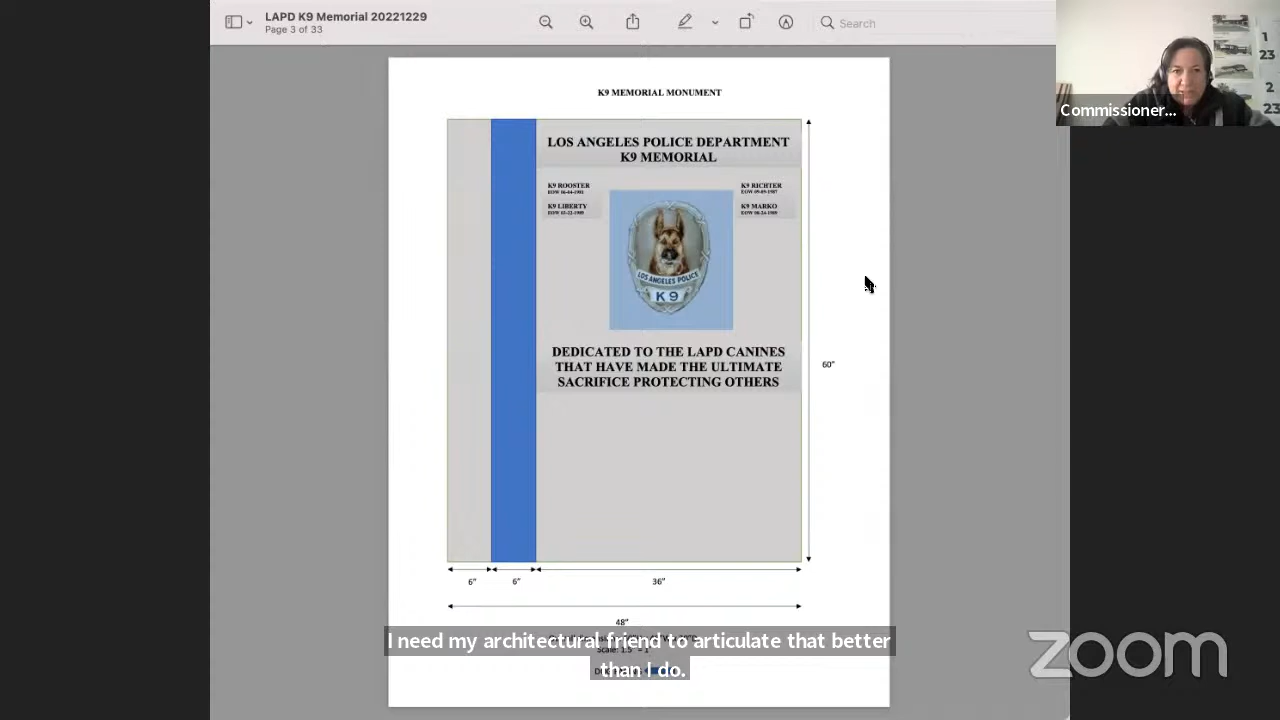 LAPD K9 Memorial 20221229
Page 3 of 33
Search
1
23
2
23
Commissioner...
K9 MEMORIAL MONUMENT
LOS ANGELES POLICE DEPARTMENT
K9 MEMORIAL
K9 ROOSTER
K9 RICHTER
K9 LIBERTY
K9 MARKO
LOS ANGELES POLICE
K9
DEDICATED TO THE LAPD CANINES
THAT HAVE MADE THE ULTIMATE
SACRIFICE PROTECTING OTHERS
60"
6"
6"
36"
48"
I need my architectural friend to articulate that better
than I do.
zoom